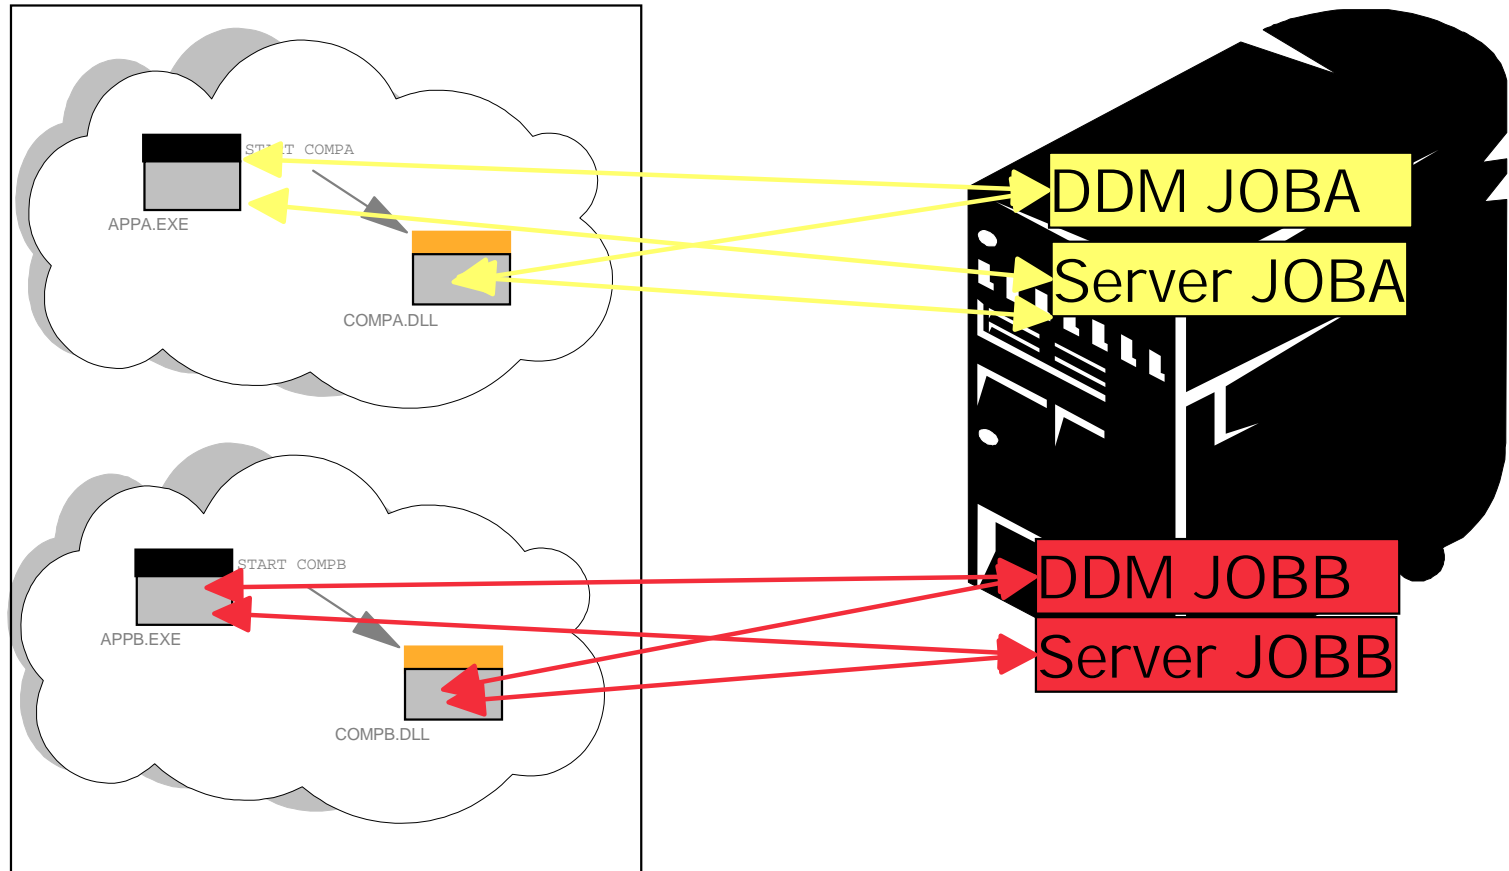 START COMPA
APPA.EXE
COMPA.DLL
DDM JOBA
Server JOBA
START COMPB
APPB.EXE
COMPB.DLL
DDM JOBB
Server JOBB